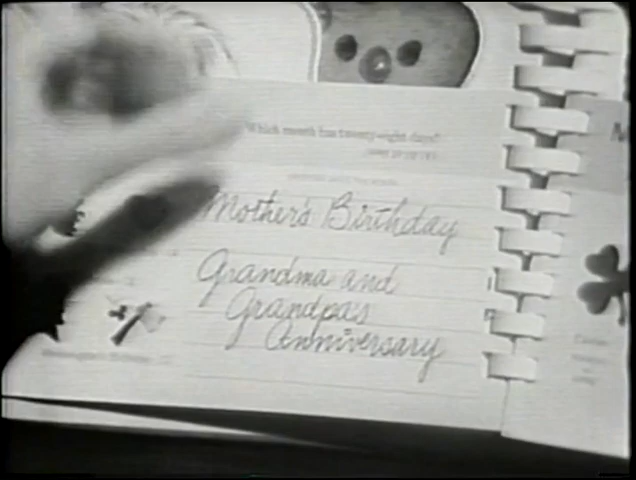 Which month has twenty-eight days?
Mother's Birthday
Grandma and
Grandpa's
Anniversary
M